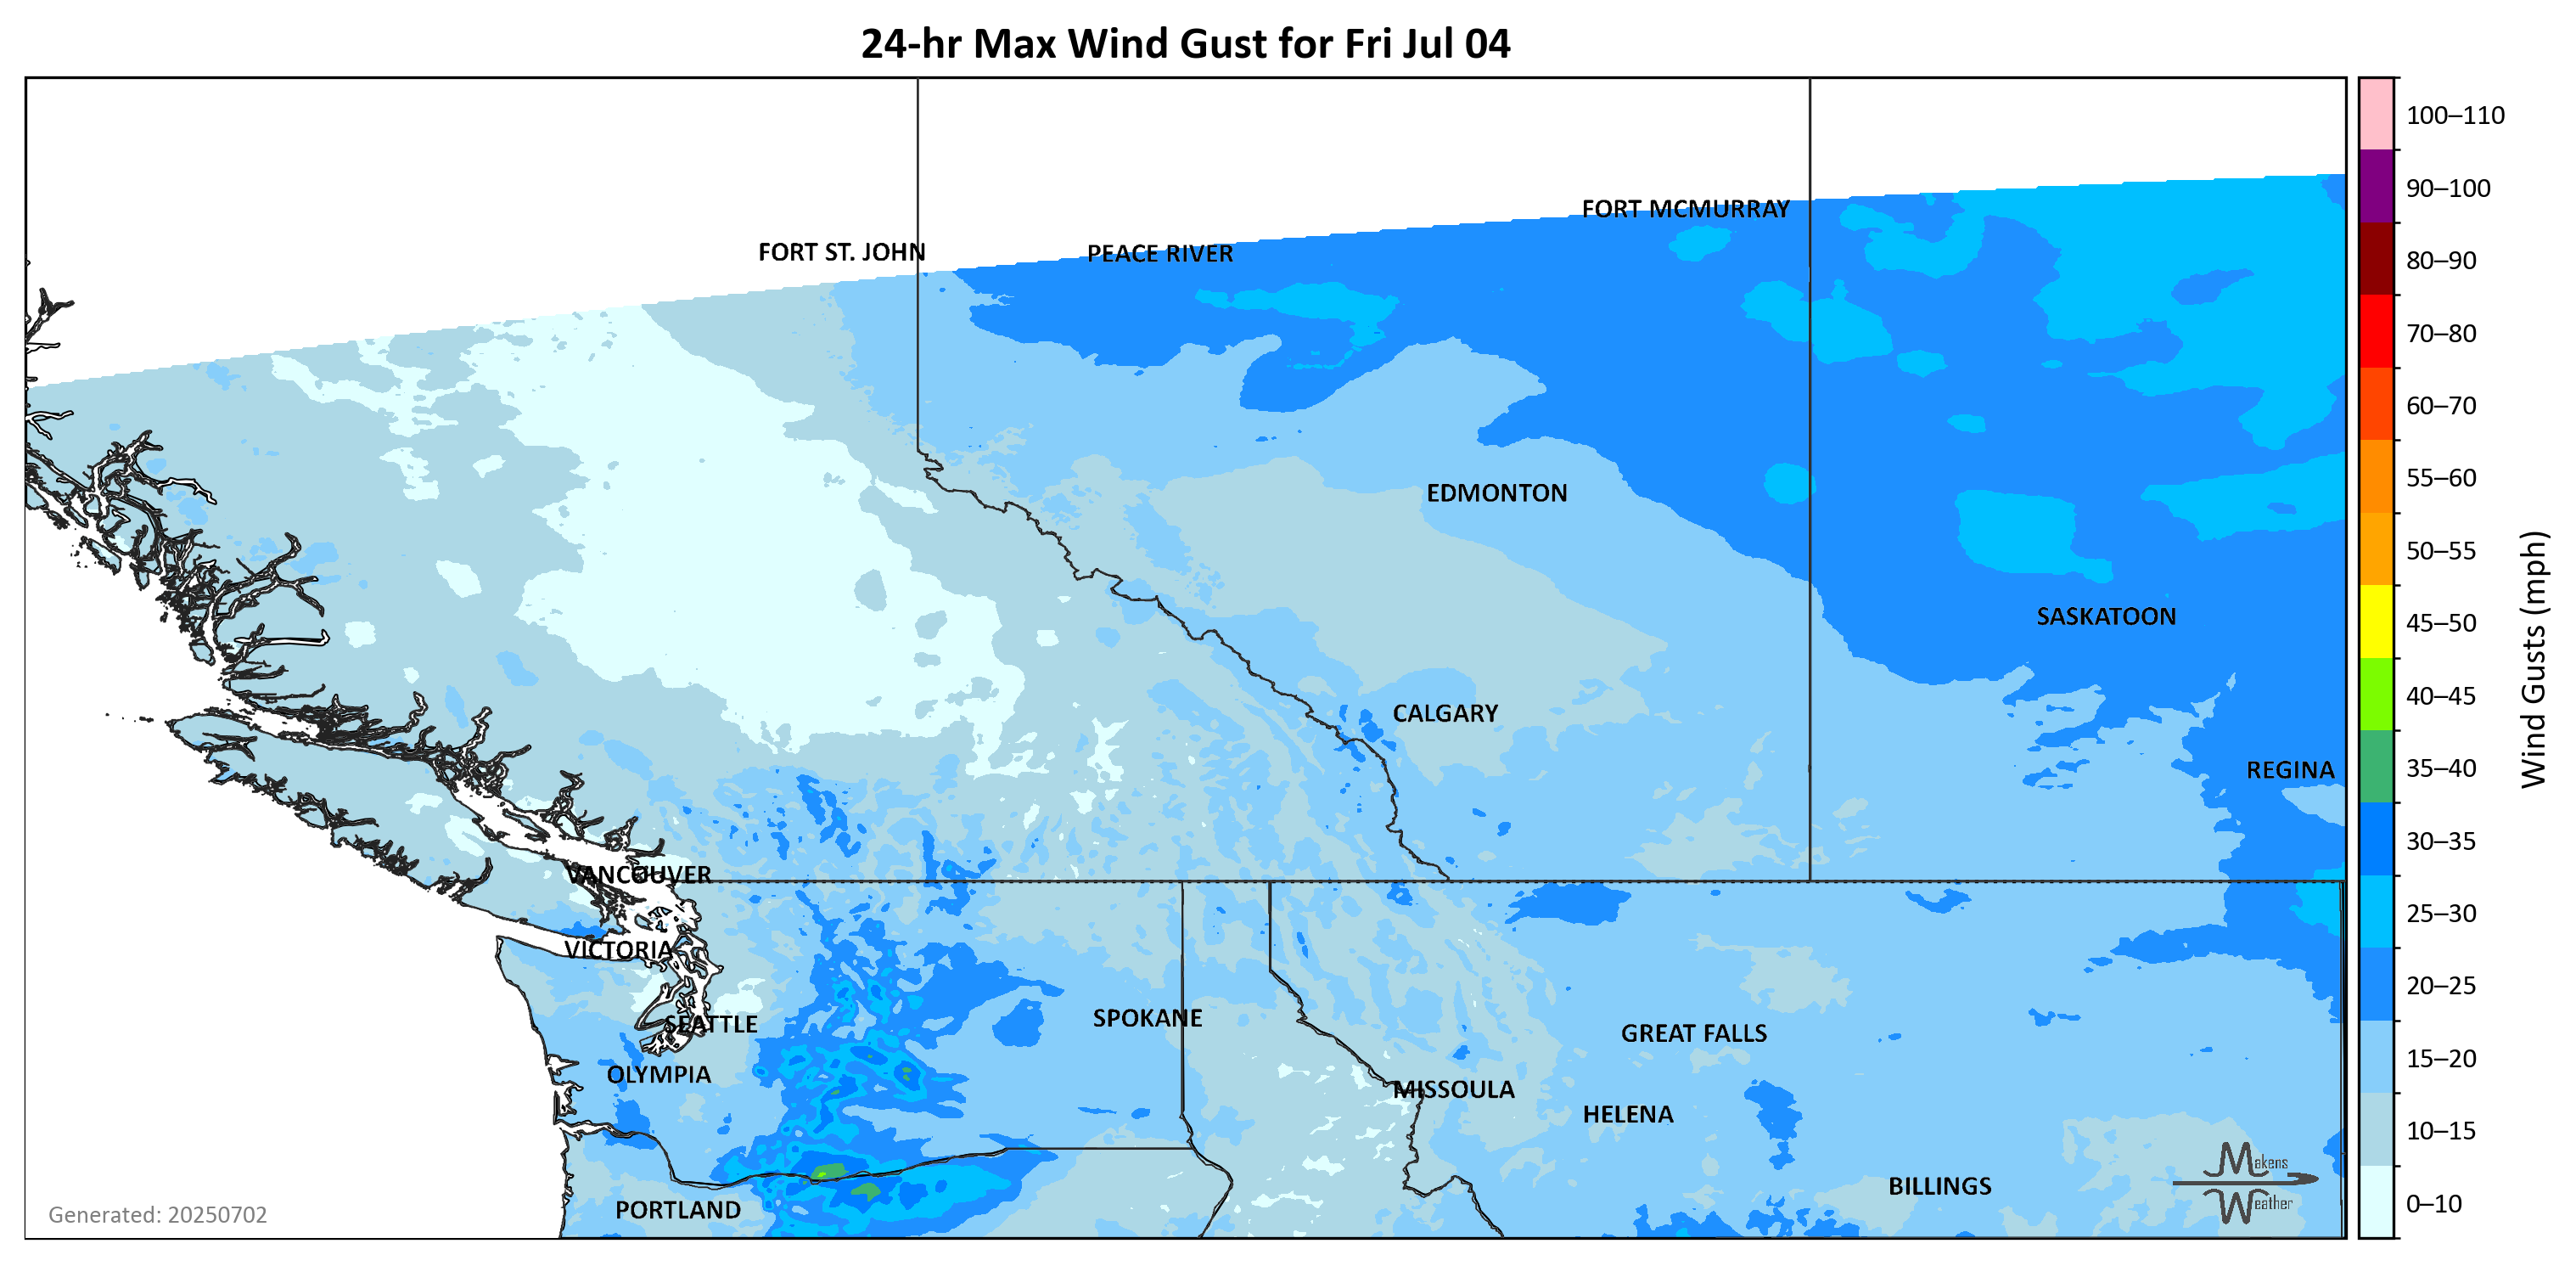 24-hr Max Wind Gust for Fri Jul 04
100–110
90–100
80–90
70–80
60–70
55–60
50–55
45–50
40–45
35–40
30–35
25–30
20–25
15–20
10–15
0–10
Wind Gusts (mph)
FORT MCMURRAY
FORT ST. JOHN
PEACE RIVER
EDMONTON
SASKATOON
CALGARY
REGINA
VANCOUVER
VICTORIA
SPOKANE
SEATTLE
GREAT FALLS
OLYMPIA
MISSOULA
HELENA
BILLINGS
PORTLAND
Makens
Weather
Generated: 20250702